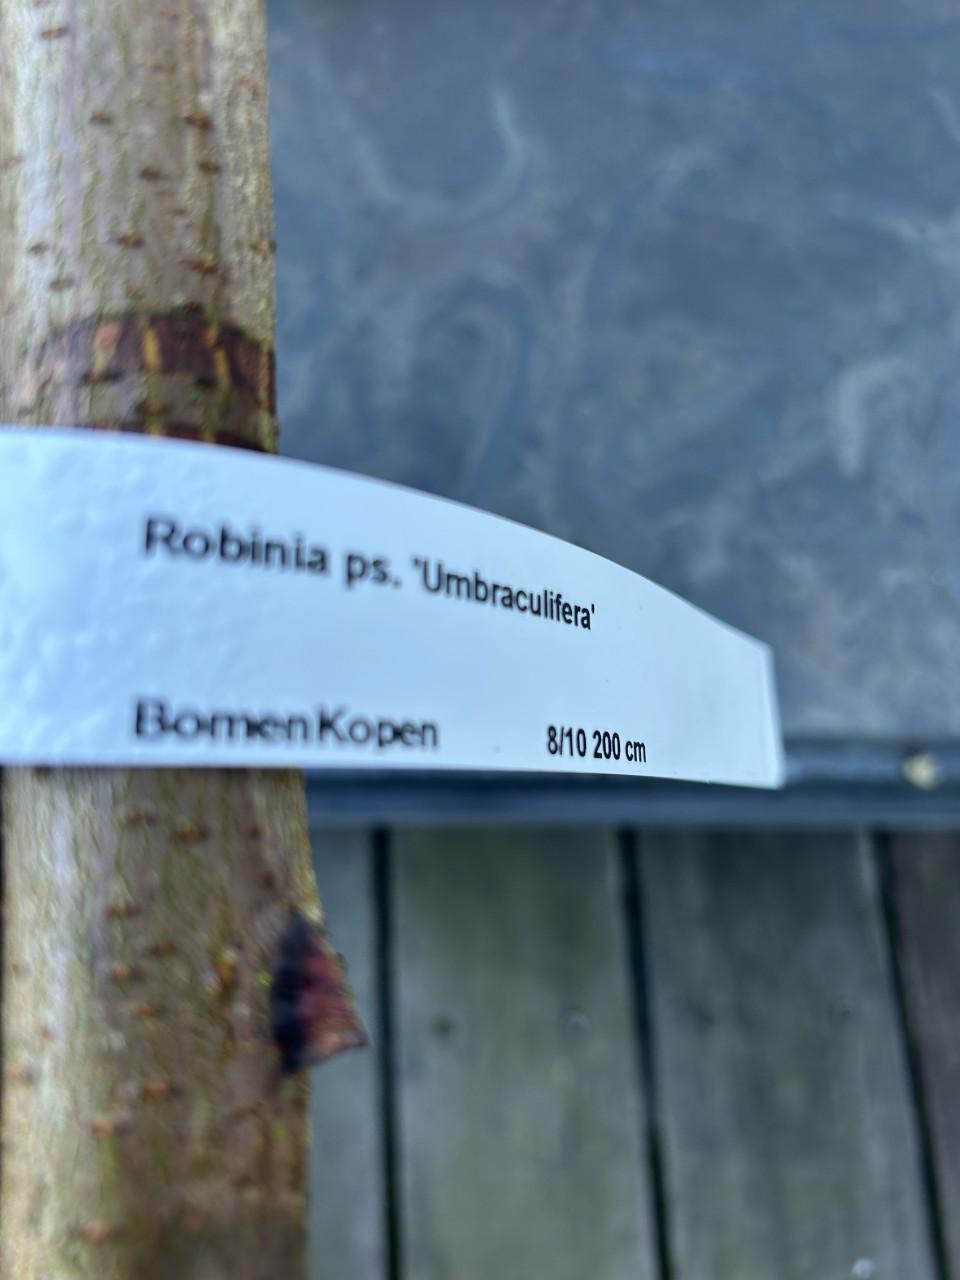 Robinia ps. 'Umbraculifera'
BomenKopen 8/10 200 cm